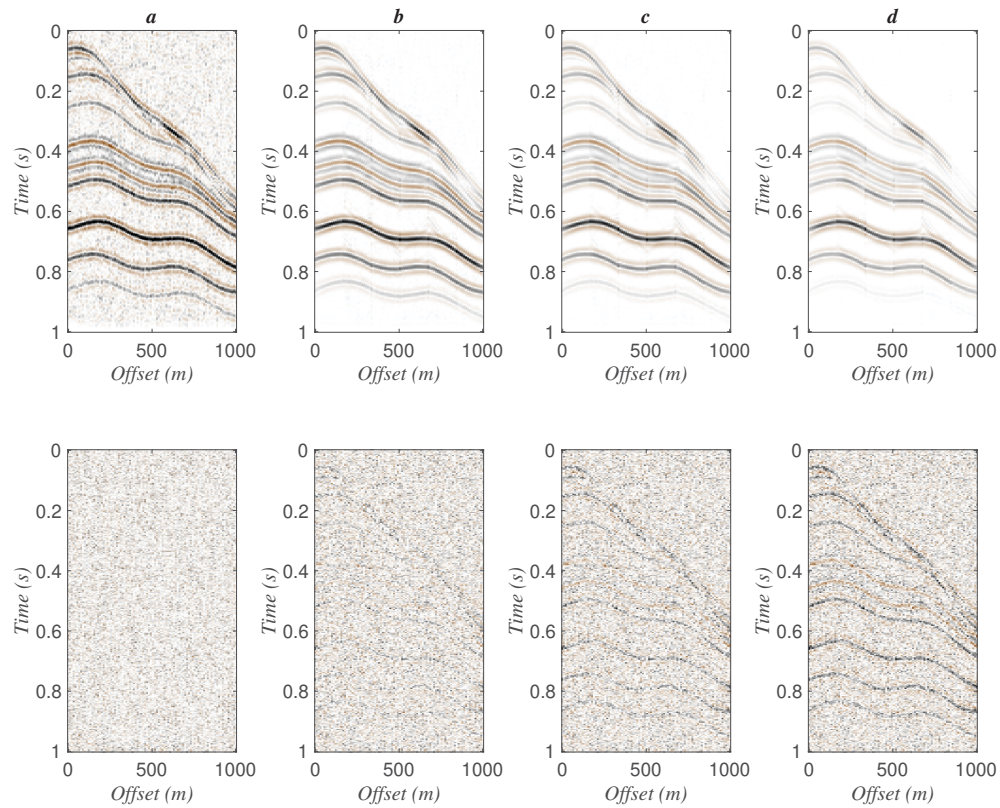 a b c d
0 0 0 0
0.2 0.2 0.2 0.2
0.4 0.4 0.4 0.4
Time (s) Time (s) Time (s) Time (s)
0.6 0.6 0.6 0.6
0.8 0.8 0.8 0.8
1 1 1 1
0 500 1000 0 500 1000 0 500 1000 0 500 1000
Offset (m) Offset (m) Offset (m) Offset (m)
0 0 0 0
0.2 0.2 0.2 0.2
0.4 0.4 0.4 0.4
Time (s) Time (s) Time (s) Time (s)
0.6 0.6 0.6 0.6
0.8 0.8 0.8 0.8
1 1 1 1
0 500 1000 0 500 1000 0 500 1000 0 500 1000
Offset (m) Offset (m) Offset (m) Offset (m)